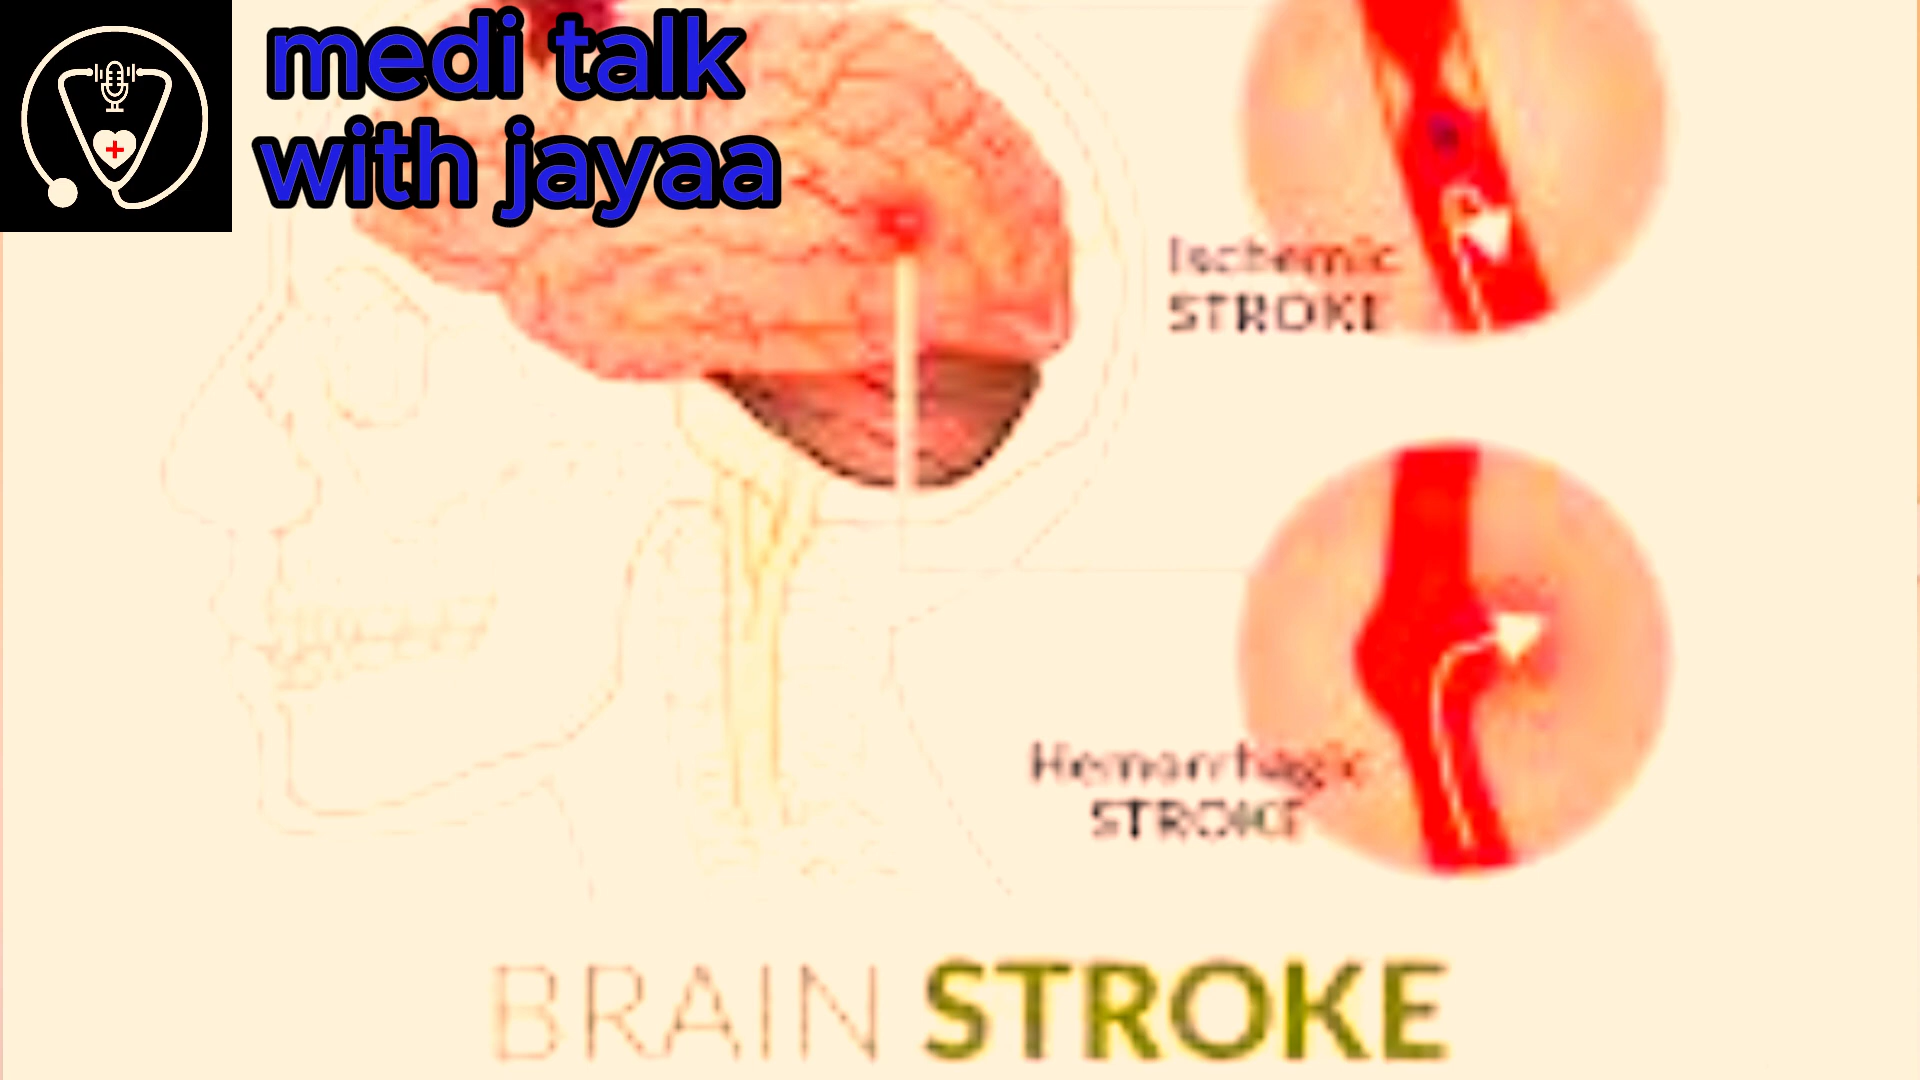 medi talk
with jayaa
Ischemic
STROKE
Hemorrhagic
STROKE
BRAIN STROKE